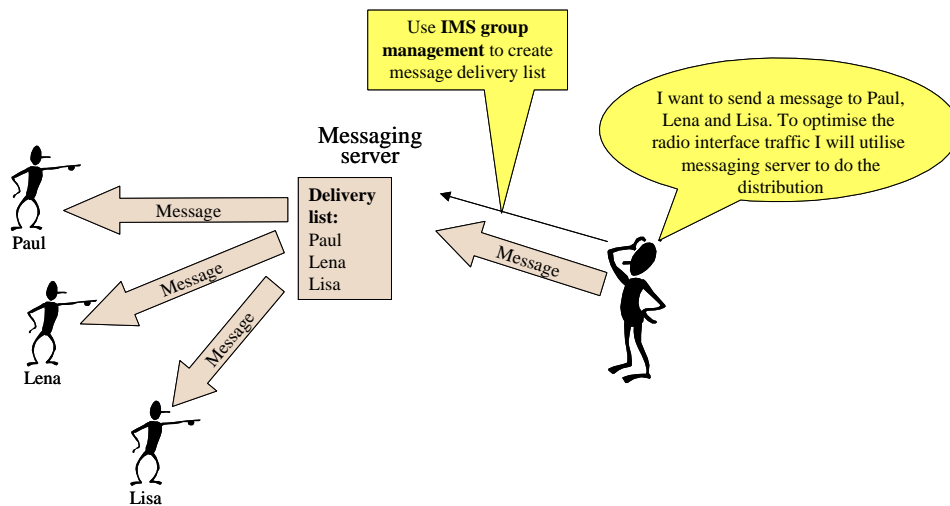 Use IMS group
management to create
message delivery list
I want to send a message to Paul,
Lena and Lisa. To optimise the
radio interface traffic I will utilise
messaging server to do the
distribution
Messaging
server
Delivery
list:
Paul
Lena
Lisa
Message
Paul
Message
Message
Lena
Message
Lisa